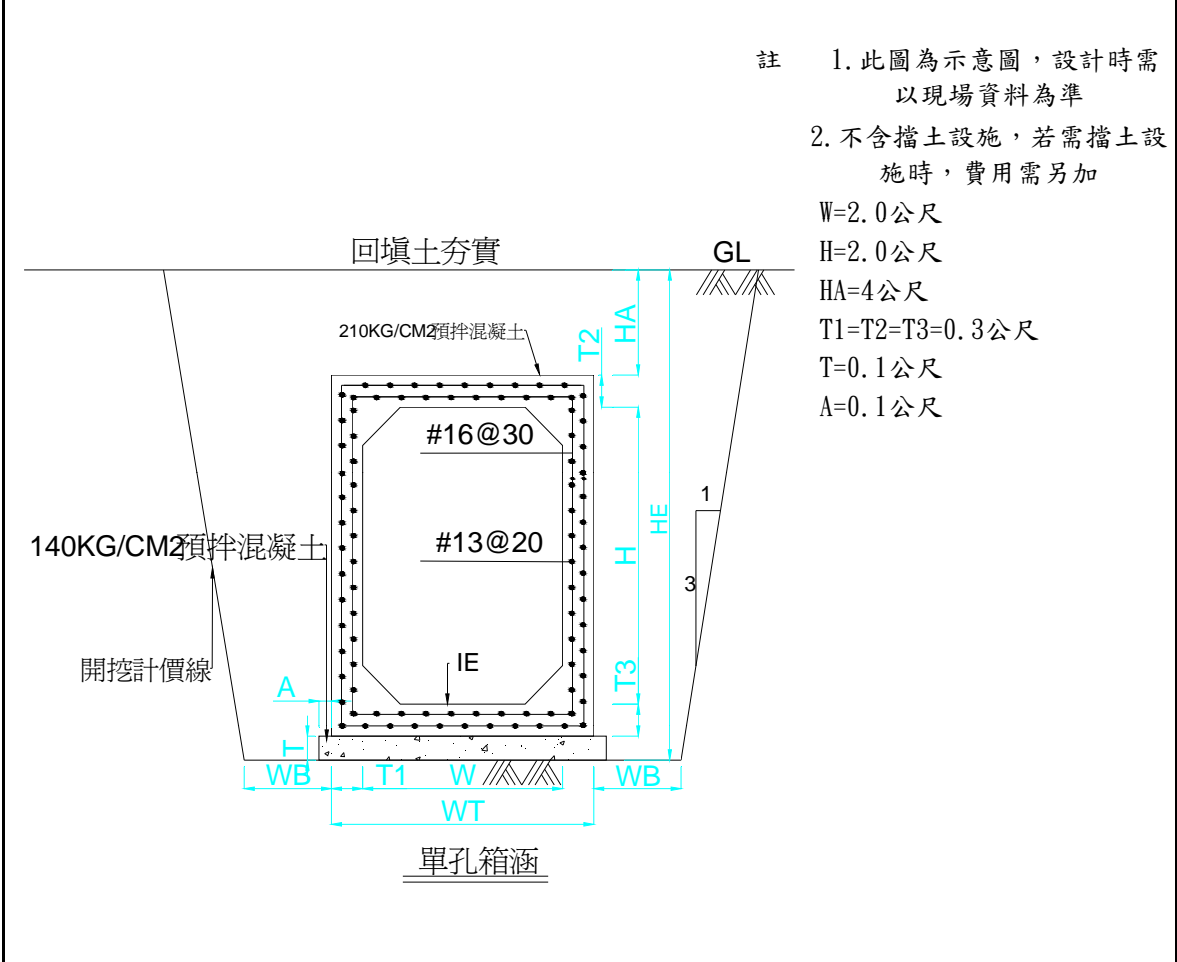 註 1.此圖為示意圖，設計時需
以現場資料為準
2.不含擋土設施，若需擋土設
施時，費用需另加
W=2.0公尺
H=2.0公尺
HA=4公尺
T1=T2=T3=0.3公尺
T=0.1公尺
A=0.1公尺
回填土夯實
GL
210KG/CM2預拌混凝土
T2
HA
#16@30
1
HE
140KG/CM2預拌混凝土
#13@20
H
3
開挖計價線
IE
T3
A
T
WB
T1
W
WB
WT
單孔箱涵